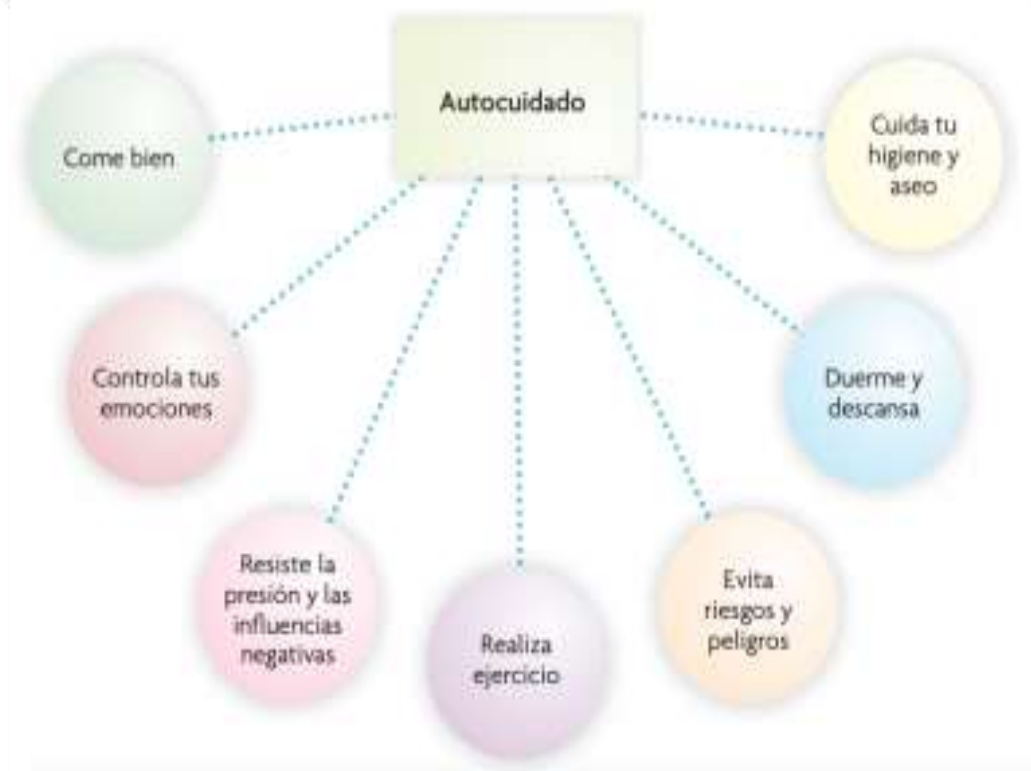 Autocuidado
Come bien
Controla tus
emociones
Resiste la
presión y las
influencias
negativas
Realiza
ejercicio
Evita
riesgos y
peligros
Duerme y
descansa
Cuida tu
higiene y
aseo